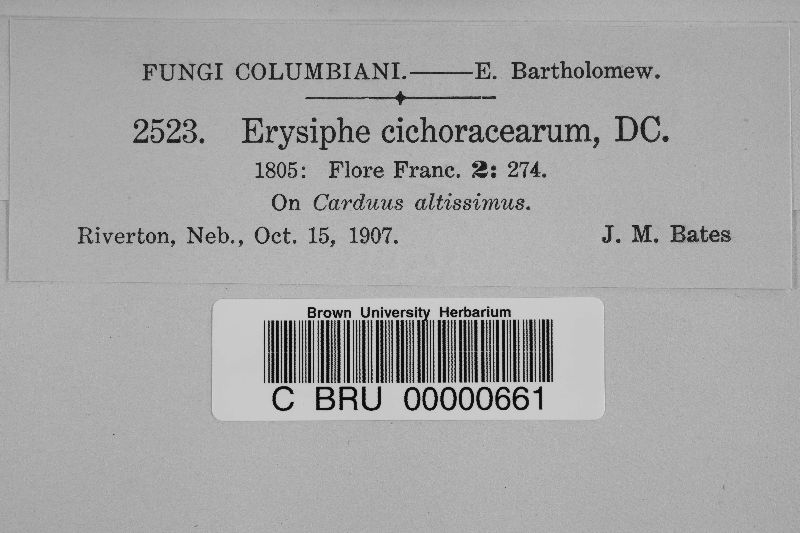 FUNGI COLUMBIANI.——E. Bartholomew.
2523. Erysiphe cichoracearum, DC.
1805: Flore Franc. 2: 274.
On Carduus altissimus.
Riverton, Neb., Oct. 15, 1907. J. M. Bates
Brown University Herbarium
C BRU 00000661